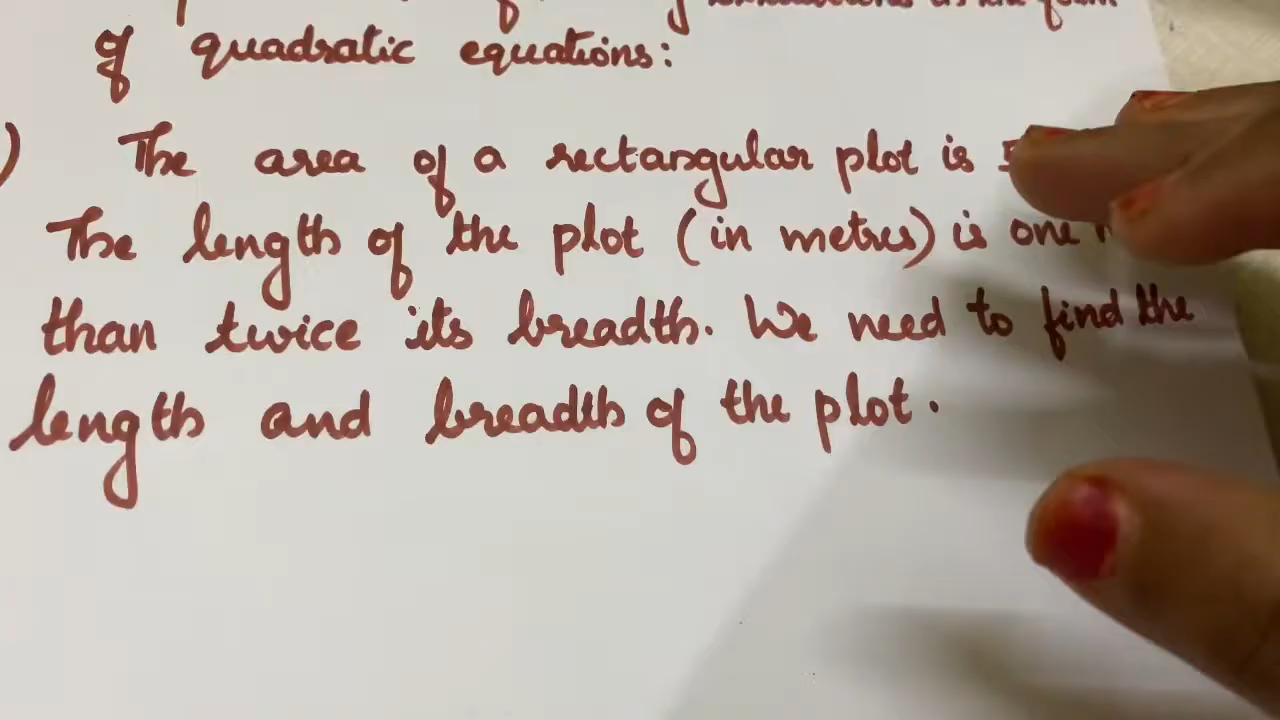 of quadratic equations:
) The area of a rectangular plot is
The length of the plot (in metres) is one
than twice its breadth. We need to find the
length and breadth of the plot.